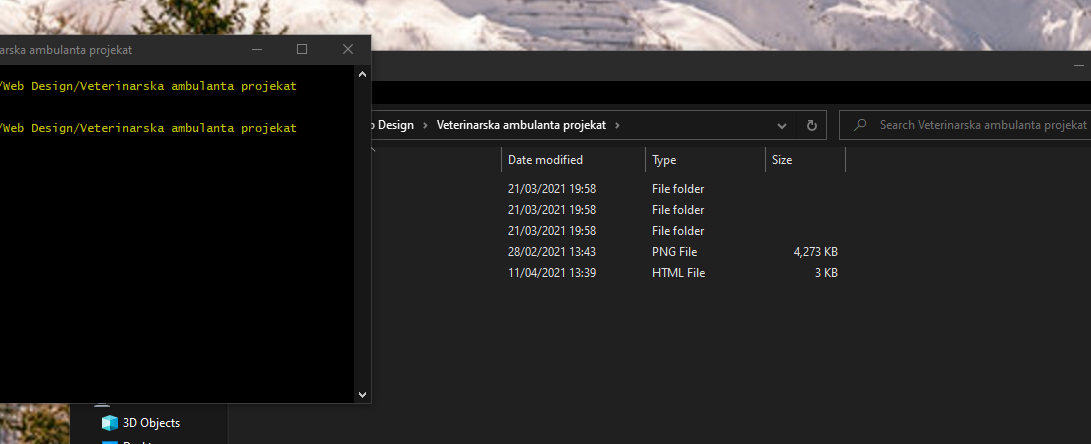 arska ambulanta projekat
/Web Design/Veterinarska ambulanta projekat
/Web Design/Veterinarska ambulanta projekat
b Design > Veterinarska ambulanta projekat >
Search Veterinarska ambulanta projekat
Date modified Type Size
21/03/2021 19:58 File folder
21/03/2021 19:58 File folder
21/03/2021 19:58 File folder
28/02/2021 13:43 PNG File 4,273 KB
11/04/2021 13:39 HTML File 3 KB
3D Objects